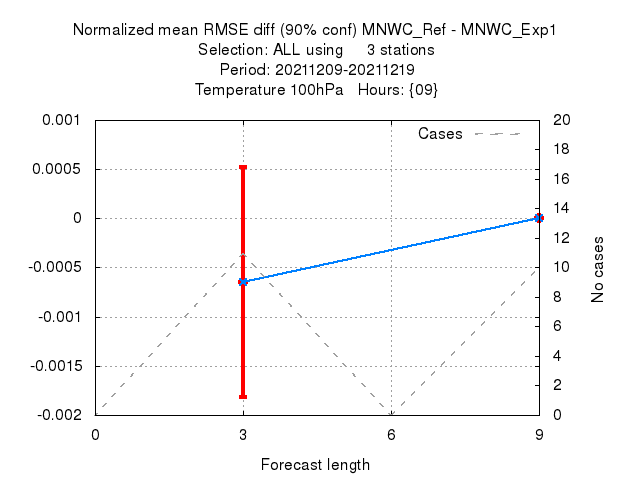 Normalized mean RMSE diff (90% conf) MNWC_Ref - MNWC_Exp1
Selection: ALL using     3 stations
Period: 20211209-20211219
Temperature 100hPa   Hours: {09}
Cases
0.001
0.0005
0
-0.0005
-0.001
-0.0015
-0.002
20
18
16
14
12
10
8
6
4
2
0
No cases
0 3 6 9
Forecast length